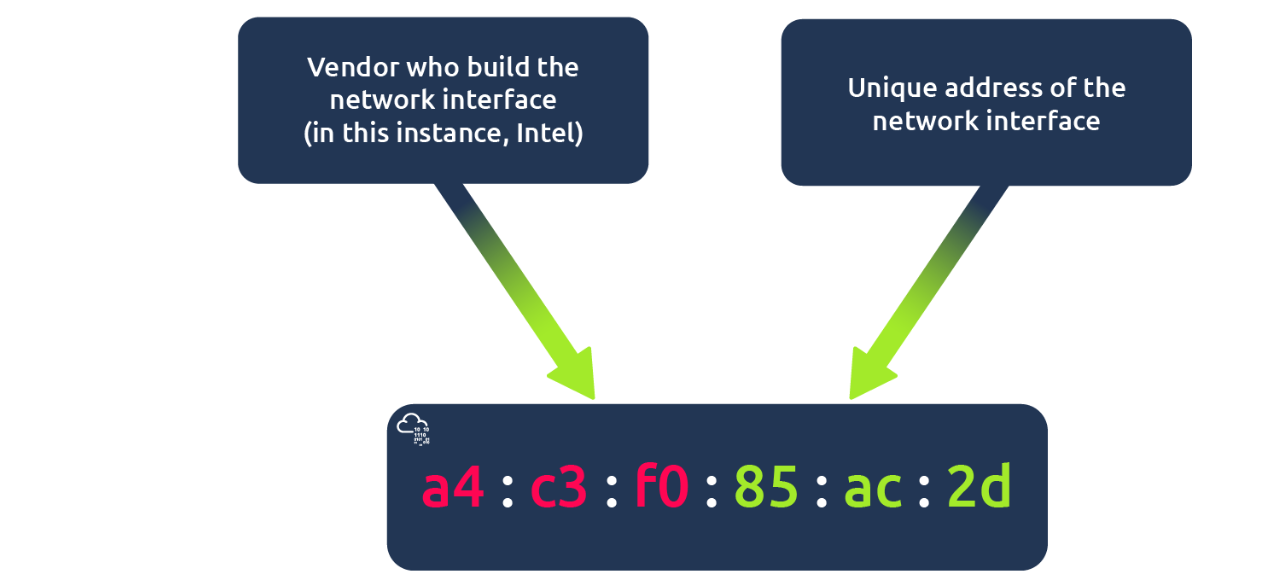 Vendor who build the
network interface
(in this instance, Intel)
Unique address of the
network interface
a4 : c3 : f0 : 85 : ac : 2d